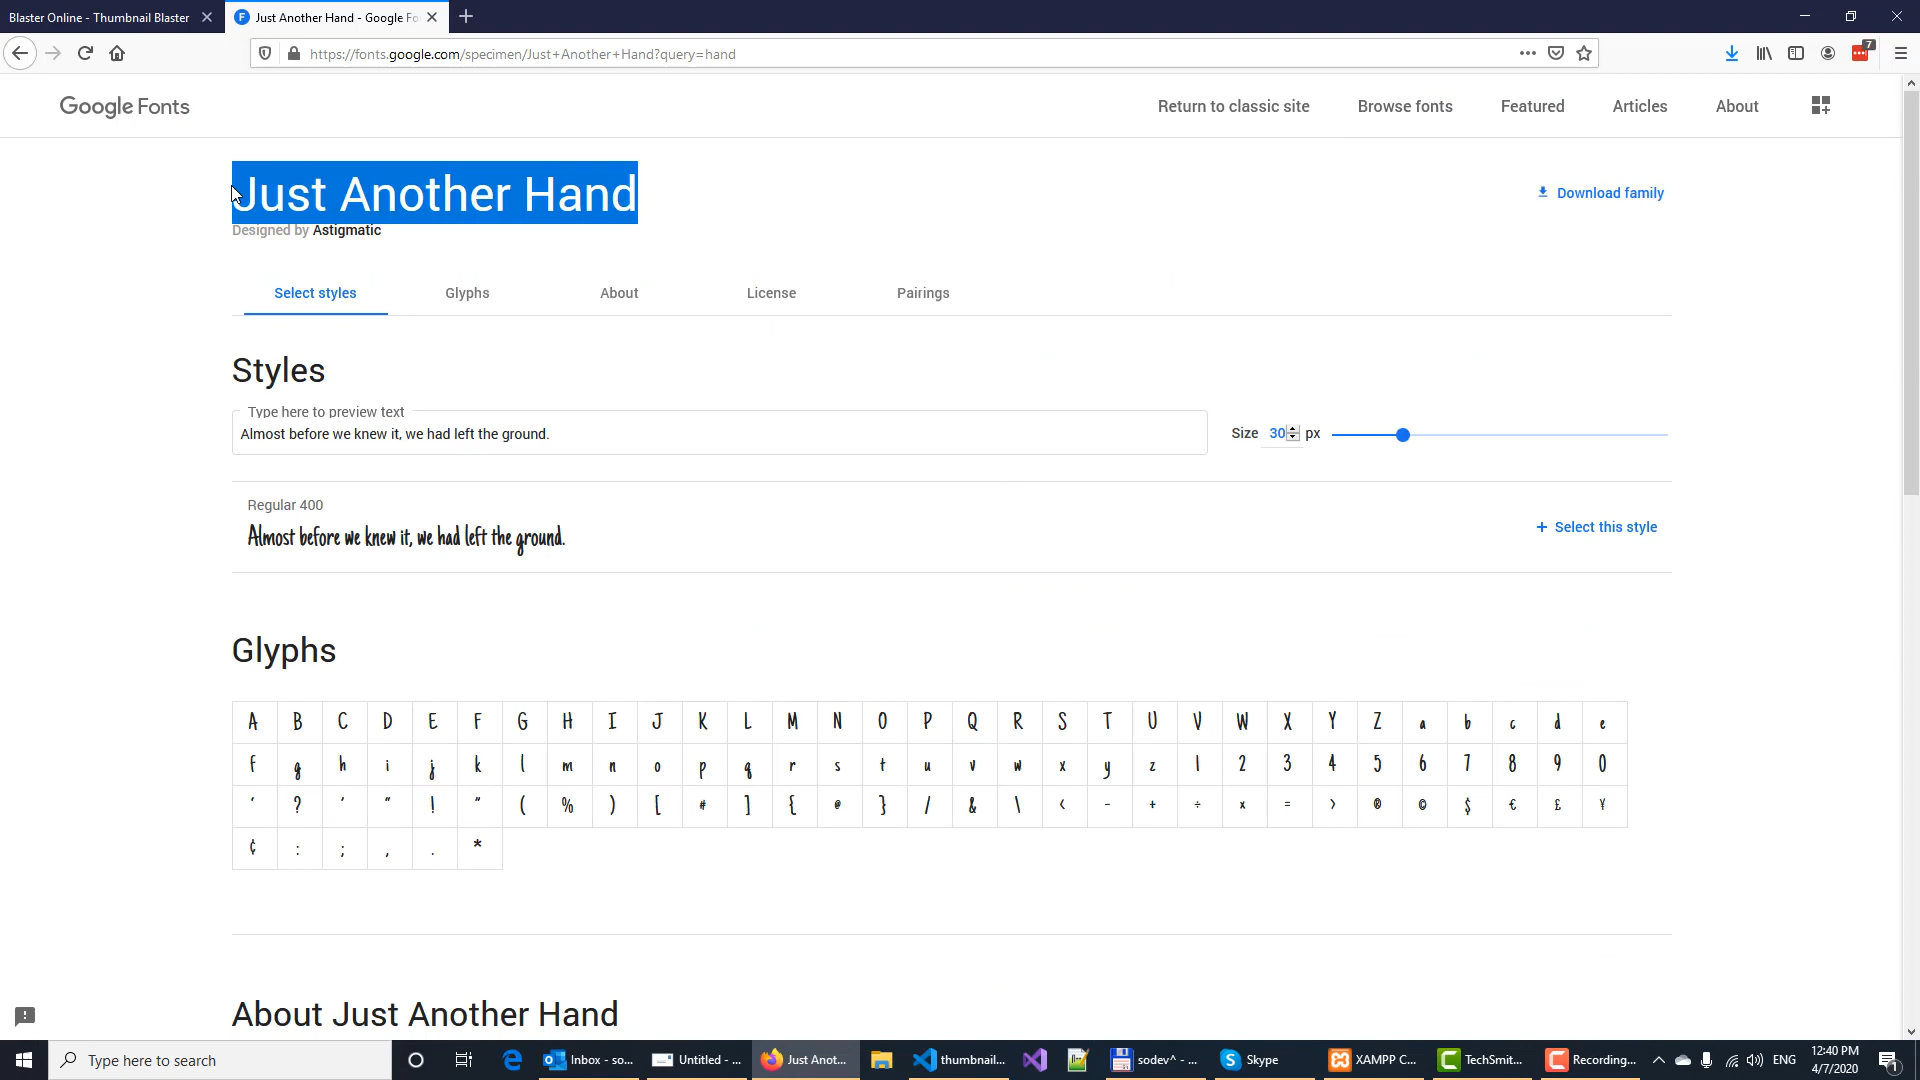 Blaster Online - Thumbnail Blaster
Just Another Hand - Google Fo
https://fonts.google.com/specimen/Just+Another+Hand?query=hand
7
Google Fonts
Return to classic site
Browse fonts
Featured
Articles
About
Just Another Hand
Download family
Designed by Astigmatic
Select styles
Glyphs
About
License
Pairings
Styles
Type here to preview text
Almost before we knew it, we had left the ground.
Size 30 px
Regular 400
Almost before we knew it, we had left the ground.
+ Select this style
Glyphs
A B C D E F G H I J K L M N O P Q R S T U V W X Y Z a b c d e
f g h i j k l m n o p q r s t u v w x y z 1 2 3 4 5 6 7 8 9 0
‘ ? ’ “ ! ” ( % ) [ # ] { @ } / & \ < - + ÷ × = > ® © $ € £ ¥
¢ : ; , . *
About Just Another Hand
Type here to search
Inbox - so...
Untitled - ...
Just Anot...
thumbnail...
sodev^ - ...
Skype
XAMPP C...
TechSmit...
Recording...
ENG
12:40 PM
4/7/2020
1